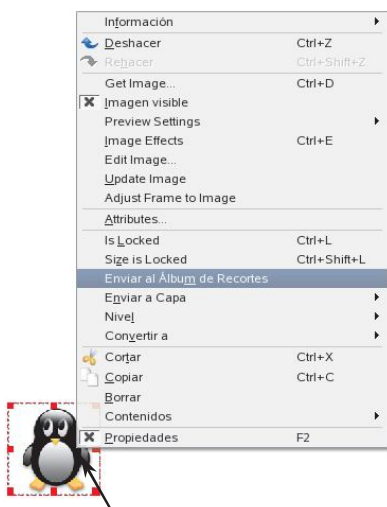 Información
Deshacer Ctrl+Z
Rehacer Ctrl+Shift+Z
Get Image... Ctrl+D
Imagen visible
Preview Settings
Image Effects Ctrl+E
Edit Image...
Update Image
Adjust Frame to Image
Attributes...
Is Locked Ctrl+L
Size is Locked Ctrl+Shift+L
Enviar al Álbum de Recortes
Enviar a Capa
Nivel
Convertir a
Cortar Ctrl+X
Copiar Ctrl+C
Borrar
Contenidos
Propiedades F2